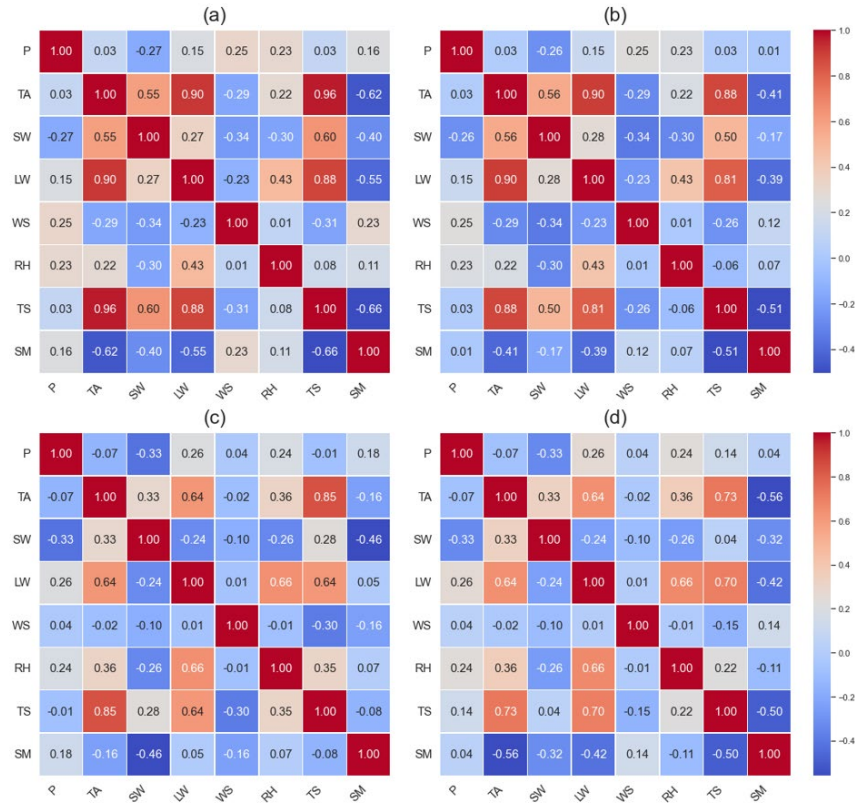 (a)
P 1.00 0.03 -0.27 0.15 0.25 0.23 0.03 0.16
TA 0.03 1.00 0.55 0.90 -0.29 0.22 0.96 -0.62
SW -0.27 0.55 1.00 0.27 -0.34 -0.30 0.60 -0.40
LW 0.15 0.90 0.27 1.00 -0.23 0.43 0.88 -0.55
WS 0.25 -0.29 -0.34 -0.23 1.00 0.01 -0.31 0.23
RH 0.23 0.22 -0.30 0.43 0.01 1.00 0.08 0.11
TS 0.03 0.96 0.60 0.88 -0.31 0.08 1.00 -0.66
SM 0.16 -0.62 -0.40 -0.55 0.23 0.11 -0.66 1.00
P TA SW LW WS RH TS SM
(b)
P 1.00 0.03 -0.26 0.15 0.25 0.23 0.03 0.01
TA 0.03 1.00 0.56 0.90 -0.29 0.22 0.88 -0.41
SW -0.26 0.56 1.00 0.28 -0.34 -0.30 0.50 -0.17
LW 0.15 0.90 0.28 1.00 -0.23 0.43 0.81 -0.39
WS 0.25 -0.29 -0.34 -0.23 1.00 0.01 -0.26 0.12
RH 0.23 0.22 -0.30 0.43 0.01 1.00 -0.06 0.07
TS 0.03 0.88 0.50 0.81 -0.26 -0.06 1.00 -0.51
SM 0.01 -0.41 -0.17 -0.39 0.12 0.07 -0.51 1.00
P TA SW LW WS RH TS SM
1.0
0.8
0.6
0.4
0.2
0.0
-0.2
-0.4
(c)
P 1.00 -0.07 -0.33 0.26 0.04 0.24 -0.01 0.18
TA -0.07 1.00 0.33 0.64 -0.02 0.36 0.85 -0.16
SW -0.33 0.33 1.00 -0.24 -0.10 -0.26 0.28 -0.46
LW 0.26 0.64 -0.24 1.00 0.01 0.66 0.64 0.05
WS 0.04 -0.02 -0.10 0.01 1.00 -0.01 -0.30 -0.16
RH 0.24 0.36 -0.26 0.66 -0.01 1.00 0.35 0.07
TS -0.01 0.85 0.28 0.64 -0.30 0.35 1.00 -0.08
SM 0.18 -0.16 -0.46 0.05 -0.16 0.07 -0.08 1.00
P TA SW LW WS RH TS SM
(d)
P 1.00 -0.07 -0.33 0.26 0.04 0.24 0.14 0.04
TA -0.07 1.00 0.33 0.64 -0.02 0.36 0.73 -0.56
SW -0.33 0.33 1.00 -0.24 -0.10 -0.26 0.04 -0.32
LW 0.26 0.64 -0.24 1.00 0.01 0.66 0.70 -0.42
WS 0.04 -0.02 -0.10 0.01 1.00 -0.01 -0.15 0.14
RH 0.24 0.36 -0.26 0.66 -0.01 1.00 0.22 -0.11
TS 0.14 0.73 0.04 0.70 -0.15 0.22 1.00 -0.50
SM 0.04 -0.56 -0.32 -0.42 0.14 -0.11 -0.50 1.00
P TA SW LW WS RH TS SM
1.0
0.8
0.6
0.4
0.2
0.0
-0.2
-0.4